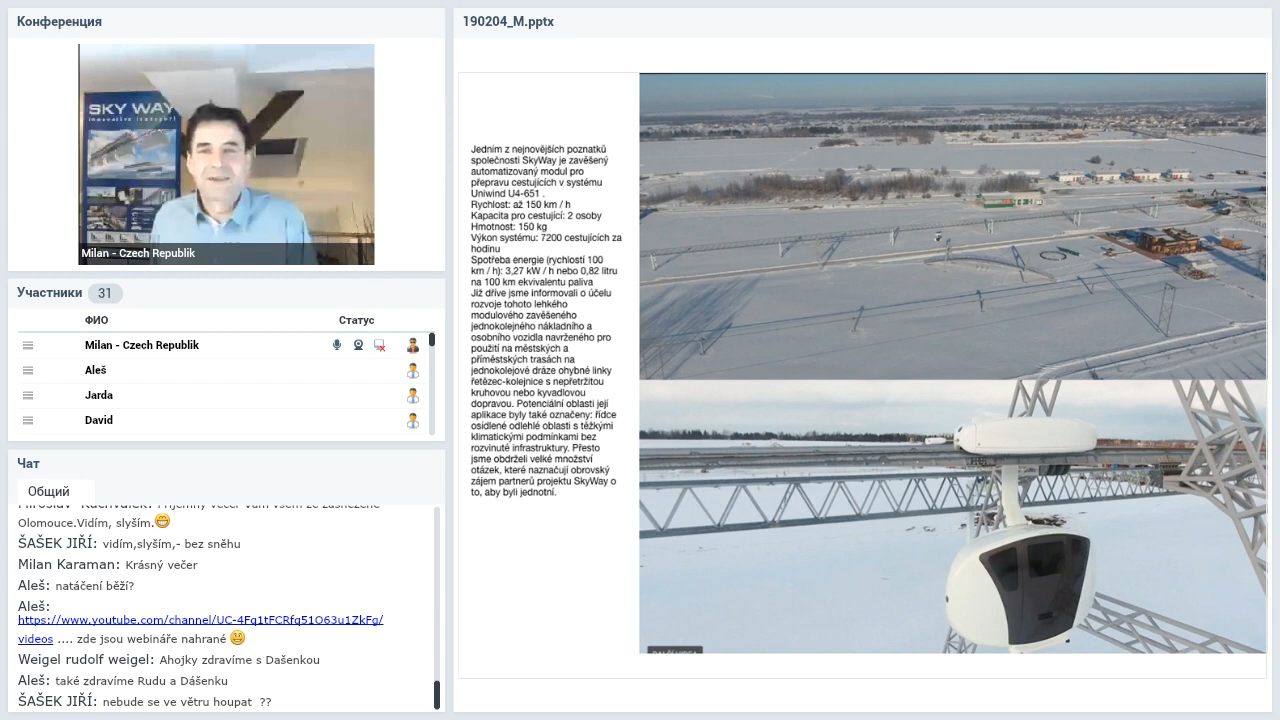 Конференция
SKY WAY
innovative transport
Milan - Czech Republik
Участники 31
ФИО Статус
Milan - Czech Republik
Aleš
Jarda
David
Чат
Общий
Olomouce.Vidím, slyším.
ŠAŠEK JIŘÍ: vidím,slyším,- bez sněhu
Milan Karaman: Krásný večer
Aleš: natáčení běží?
Aleš:
https://www.youtube.com/channel/UC-4Fq1tFCRfq51O63u1ZkFg/
videos .... zde jsou webináře nahrané
Weigel rudolf weigel: Ahojky zdravíme s Dašenkou
Aleš: také zdravíme Rudu a Dášenku
ŠAŠEK JIŘÍ: nebude se ve větru houpat ??
190204_M.pptx
Jedním z nejnovějších poznatků
společnosti SkyWay je zavěšený
automatizovaný modul pro
přepravu cestujících v systému
Uniwind U4-651 .
Rychlost: až 150 km / h
Kapacita pro cestující: 2 osoby
Hmotnost: 150 kg
Výkon systému: 7200 cestujících za
hodinu
Spotřeba energie (rychlostí 100
km / h): 3,27 kW / h nebo 0,82 litru
na 100 km ekvivalentu paliva
Již dříve jsme informovali o účelu
rozvoje tohoto lehkého
modulového zavěšeného
jednokolejného nákladního a
osobního vozidla navrženého pro
použití na městských a
příměstských trasách na
jednokolejové dráze ohybné linky
řetězec-kolejnice s nepřetržitou
kruhovou nebo kyvadlovou
dopravou. Potenciální oblasti její
aplikace byly také označeny: řídce
osídlené odlehlé oblasti s těžkými
klimatickými podmínkami bez
rozvinuté infrastruktury. Přesto
jsme obdrželi velké množství
otázek, které naznačují obrovský
zájem partnerů projektu SkyWay o
to, aby byli jednotní.